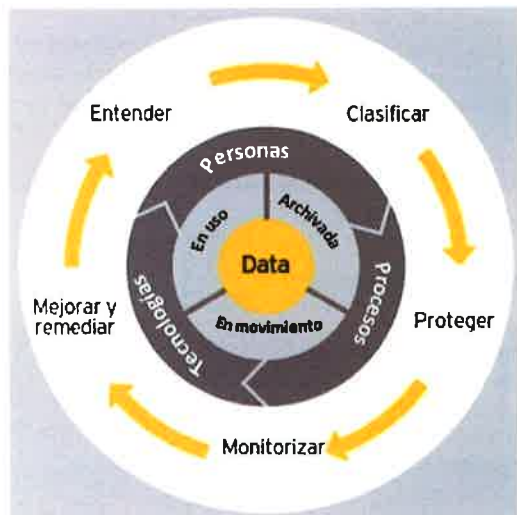 Entender
Clasificar
Personas
En uso
Archivada
Data
Procesos
Tecnologías
En movimiento
Mejorar y
remediar
Proteger
Monitorizar